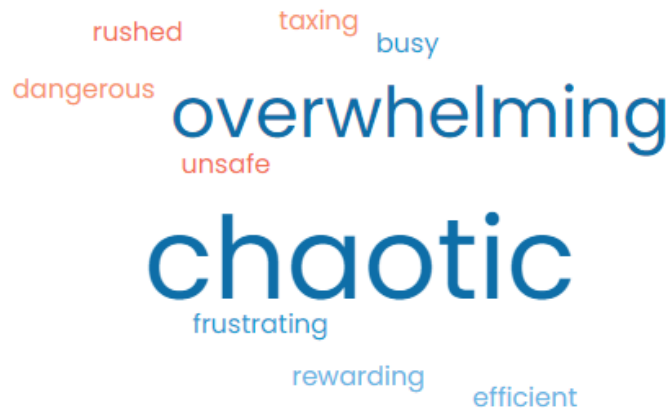 taxing
rushed
busy
dangerous
overwhelming
unsafe
chaotic
frustrating
rewarding
efficient